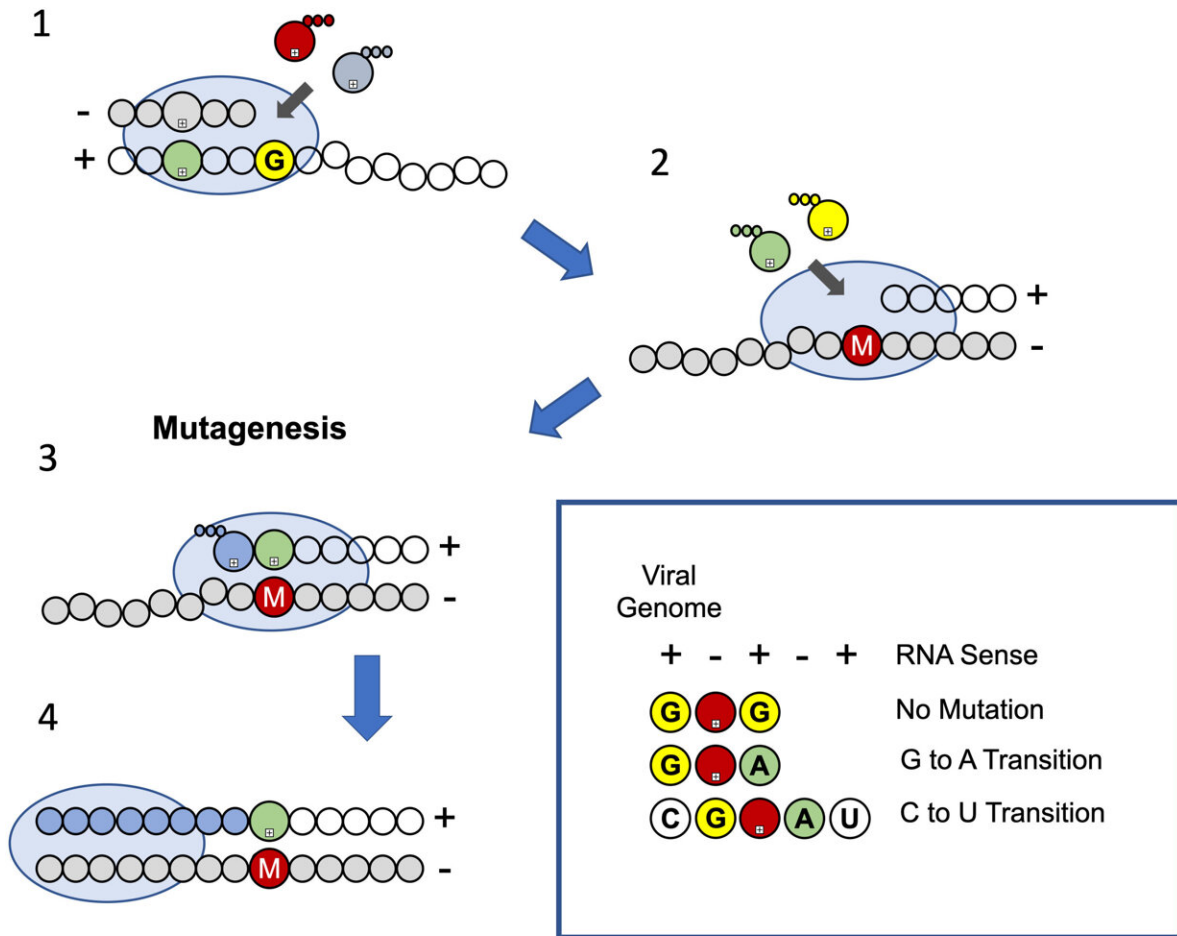 1
-
+
G
2
+
M
-
Mutagenesis
3
+
M
-
4
+
M
-
Viral
Genome
+ - + - + RNA Sense
G G No Mutation
G A G to A Transition
C G A U C to U Transition